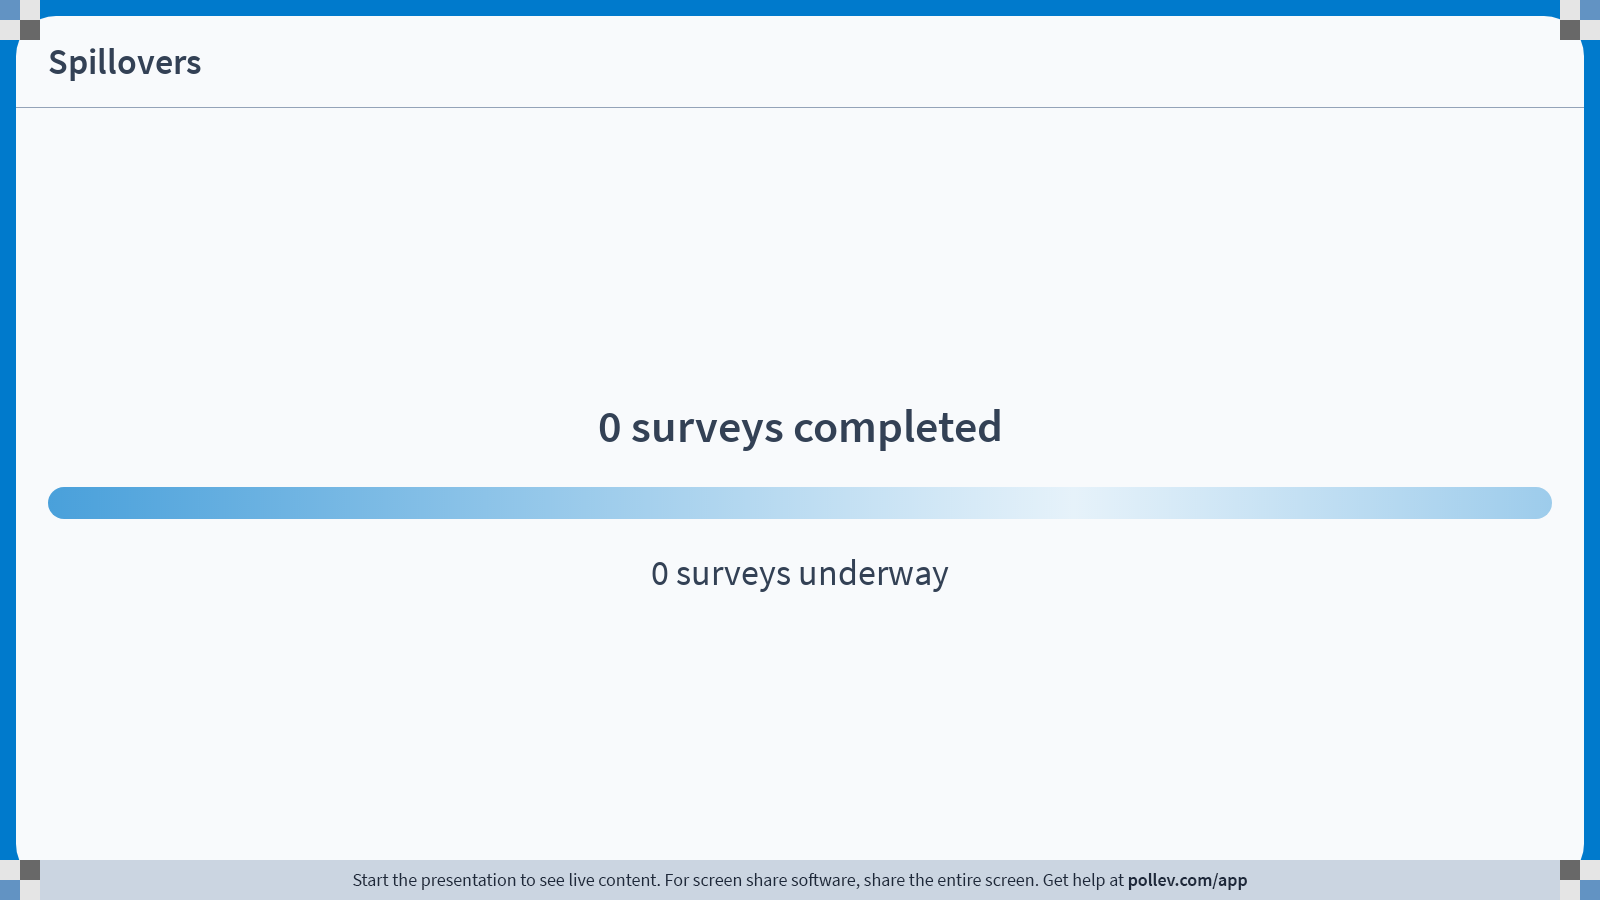 Spillovers
0 surveys completed
0 surveys underway
Start the presentation to see live content. For screen share software, share the entire screen. Get help at pollev.com/app